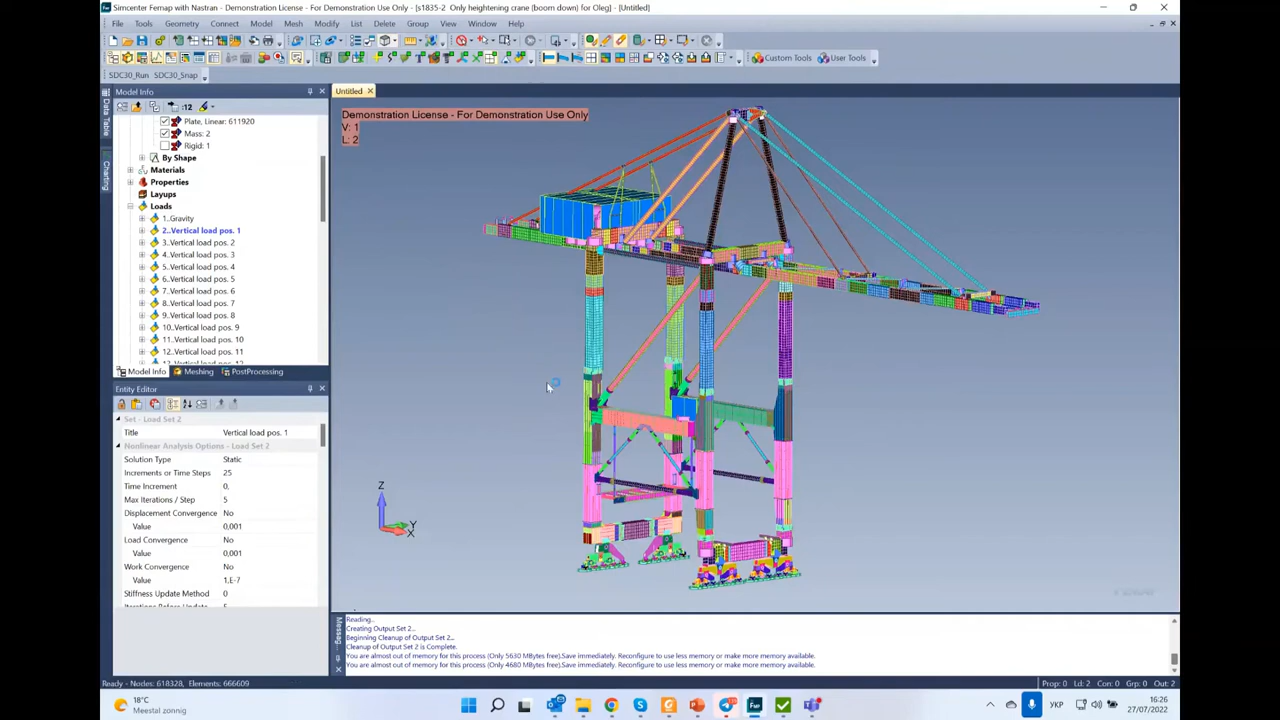 Simcenter Femap with Nastran - Demonstration License - For Demonstration Use Only - [s1835-2 Only heightening crane (boom down) for Oleg] - [Untitled]
File Tools Geometry Connect Model Mesh Modify List Delete Group View Window Help
Custom Tools User Tools
SDC30_Run SDC30_Snap
Model Info
Untitled
Data Table
Charting
Plate, Linear: 611920
Mass: 2
Rigid: 1
By Shape
Materials
Properties
Layups
Loads
1..Gravity
2..Vertical load pos. 1
3..Vertical load pos. 2
4..Vertical load pos. 3
5..Vertical load pos. 4
6..Vertical load pos. 5
7..Vertical load pos. 6
8..Vertical load pos. 7
9..Vertical load pos. 8
10..Vertical load pos. 9
11..Vertical load pos. 10
12..Vertical load pos. 11
Model Info Meshing PostProcessing
Entity Editor
Set - Load Set 2
Title Vertical load pos. 1
Nonlinear Analysis Options - Load Set 2
Solution Type Static
Increments or Time Steps 25
Time Increment 0,
Max Iterations / Step 5
Displacement Convergence No
Value 0,001
Load Convergence No
Value 0,001
Work Convergence No
Value 1,E-7
Stiffness Update Method 0
Iterations Before Update 5
Demonstration License - For Demonstration Use Only
V: 1
L: 2
Z
Y
X
Messag
Reading...
Creating Output Set 2...
Beginning Cleanup of Output Set 2...
Cleanup of Output Set 2 is Complete.
You are almost out of memory for this process (Only 5630 MBytes free).Save immediately. Reconfigure to use less memory or make more memory available.
You are almost out of memory for this process (Only 4680 MBytes free).Save immediately. Reconfigure to use less memory or make more memory available.
Ready - Nodes: 618328, Elements: 666609
Prop: 0 Ld: 2 Con: 0 Grp: 0 Out: 2
18°C
Meestal zonnig
УКР
16:26
27/07/2022